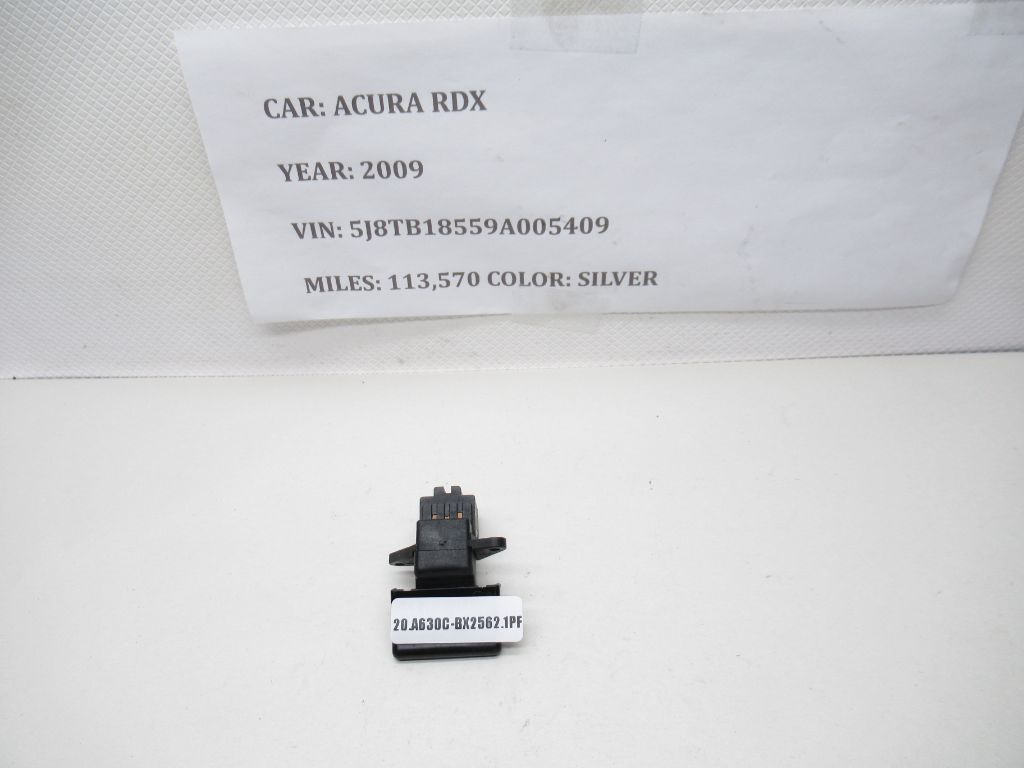 CAR: ACURA RDX
YEAR: 2009
VIN: 5J8TB18559A005409
MILES: 113,570 COLOR: SILVER
20.A630C-BX2562.1PF